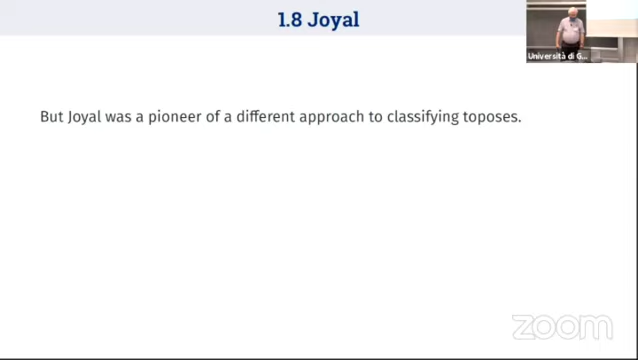 1.8 Joyal
Università di G...
But Joyal was a pioneer of a different approach to classifying toposes.
zoom